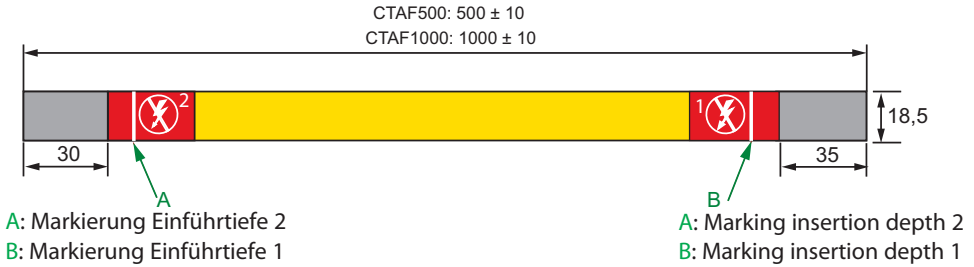 CTAF500: 500 ± 10
CTAF1000: 1000 ± 10
2
1
18,5
30
35
A
B
A: Markierung Einführtiefe 2
B: Markierung Einführtiefe 1
A: Marking insertion depth 2
B: Marking insertion depth 1